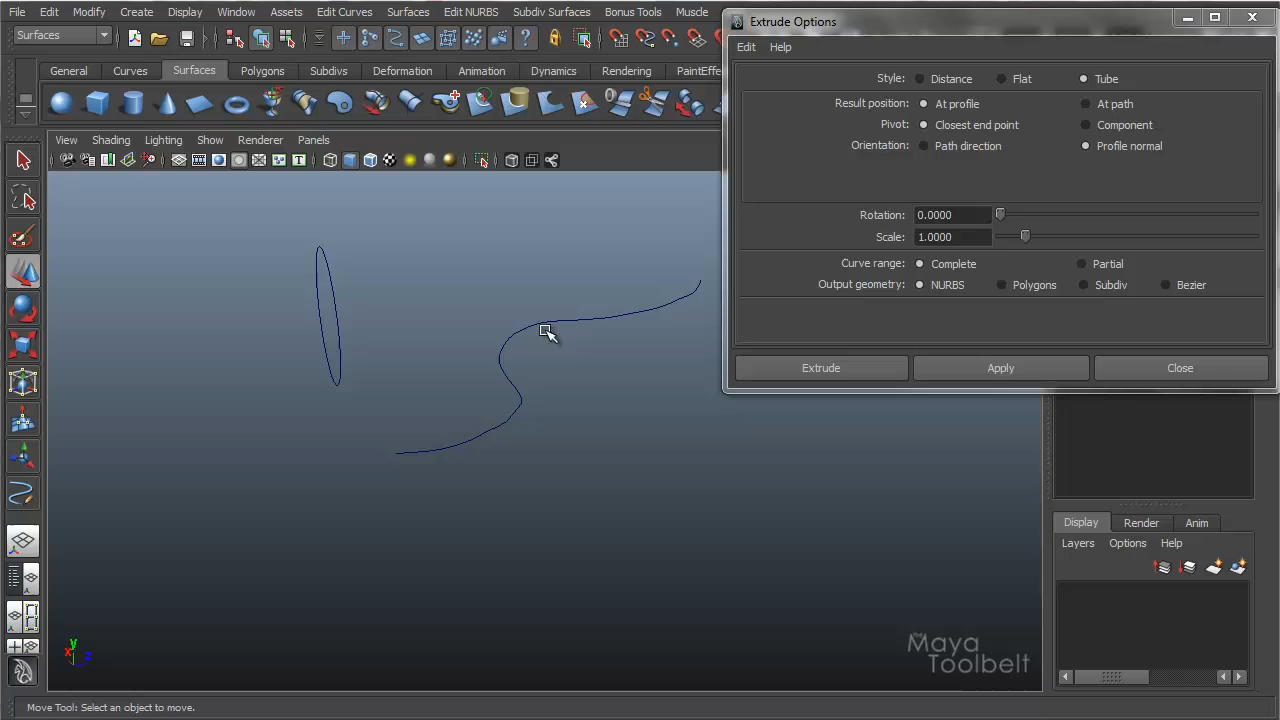 File Edit Modify Create Display Window Assets Edit Curves Surfaces Edit NURBS Subdiv Surfaces Bonus Tools Muscle
Extrude Options
Surfaces
Edit Help
General Curves Surfaces Polygons Subdivs Deformation Animation Dynamics Rendering PaintEffe
Style: Distance Flat Tube
Result position: At profile At path
Pivot: Closest end point Component
Orientation: Path direction Profile normal
View Shading Lighting Show Renderer Panels
T
Rotation: 0.0000
Scale: 1.0000
Curve range: Complete Partial
Output geometry: NURBS Polygons Subdiv Bezier
Extrude Apply Close
Display Render Anim
Layers Options Help
y
x z
Maya
Toolbelt
Move Tool: Select an object to move.